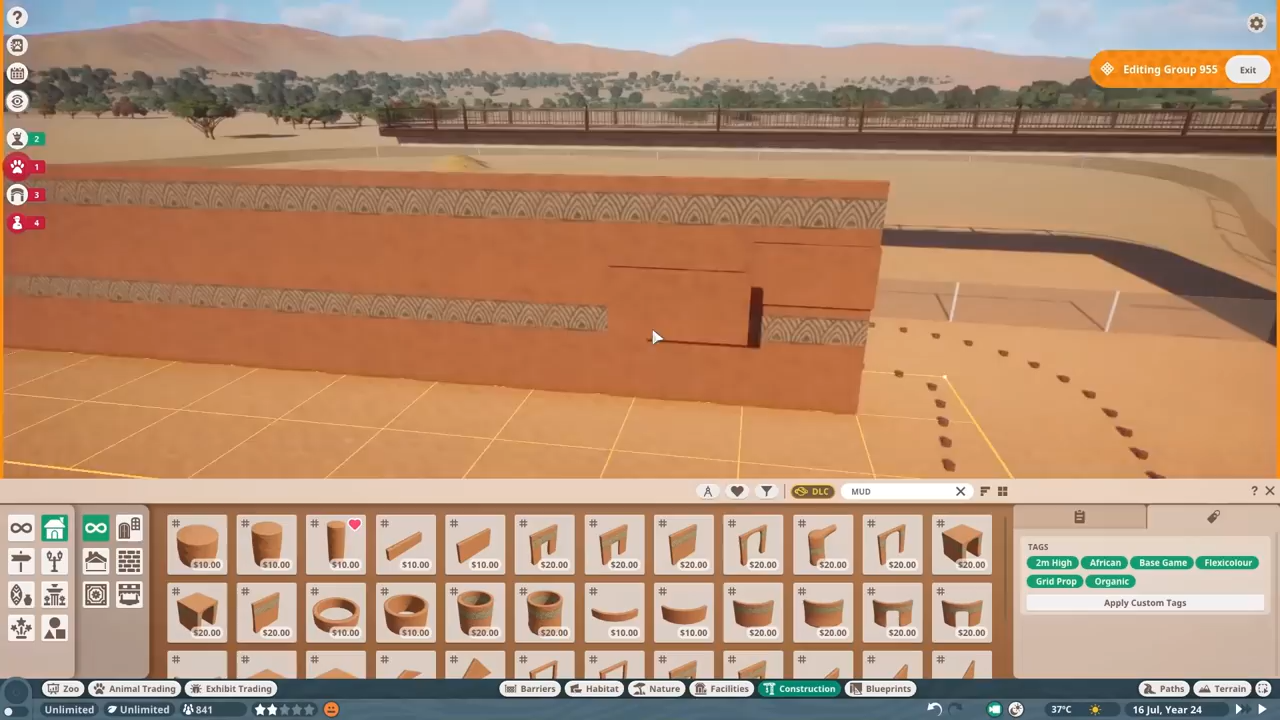 ?
Editing Group 955 Exit
2
1
3
4
DLC MUD ?
$10.00 $10.00 $10.00 $10.00 $10.00 $20.00 $20.00 $20.00 $20.00 $20.00 $20.00 $20.00
$20.00 $20.00 $10.00 $10.00 $20.00 $20.00 $10.00 $10.00 $20.00 $20.00 $20.00 $20.00
TAGS
2m High African Base Game Flexicolour
Grid Prop Organic
Apply Custom Tags
Zoo Animal Trading Exhibit Trading Barriers Habitat Nature Facilities Construction Blueprints Paths Terrain
Unlimited Unlimited 841 37°C 16 Jul, Year 24